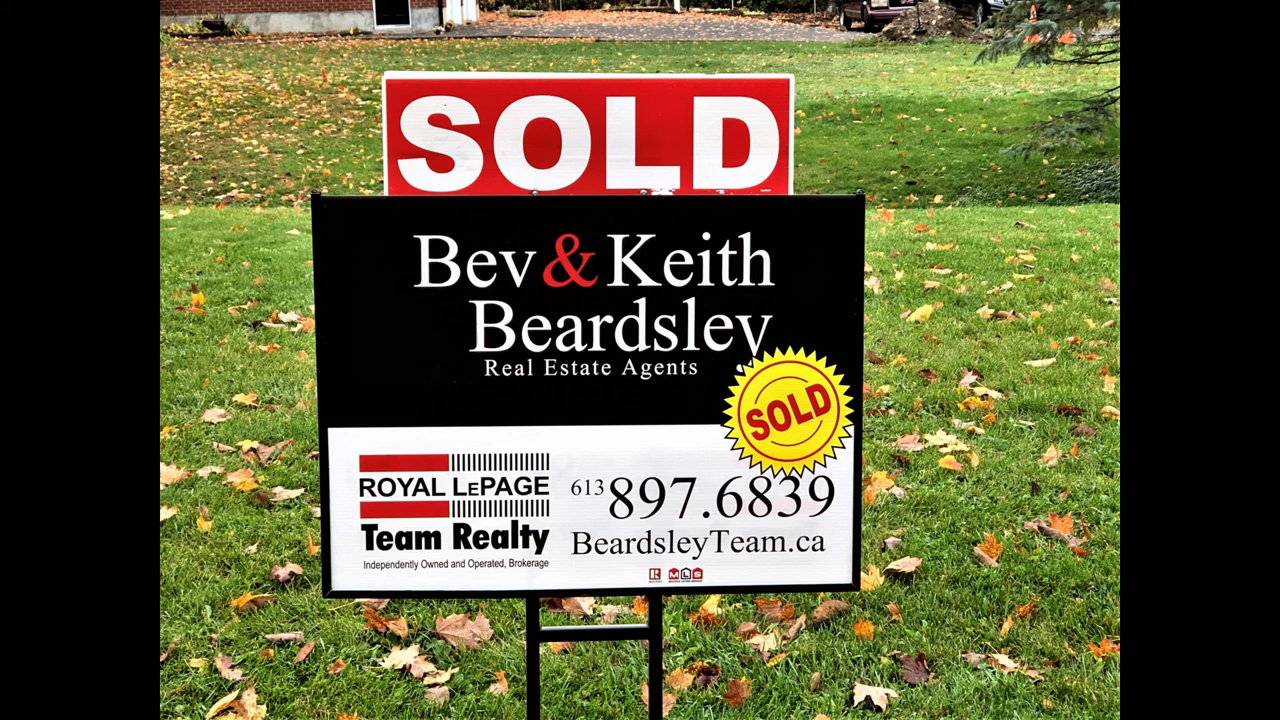 SOLD
Bev & Keith
Beardsley
Real Estate Agents
SOLD
ROYAL LEPAGE
Team Realty
Independently Owned and Operated, Brokerage
613 897.6839
BeardsleyTeam.ca
MLS